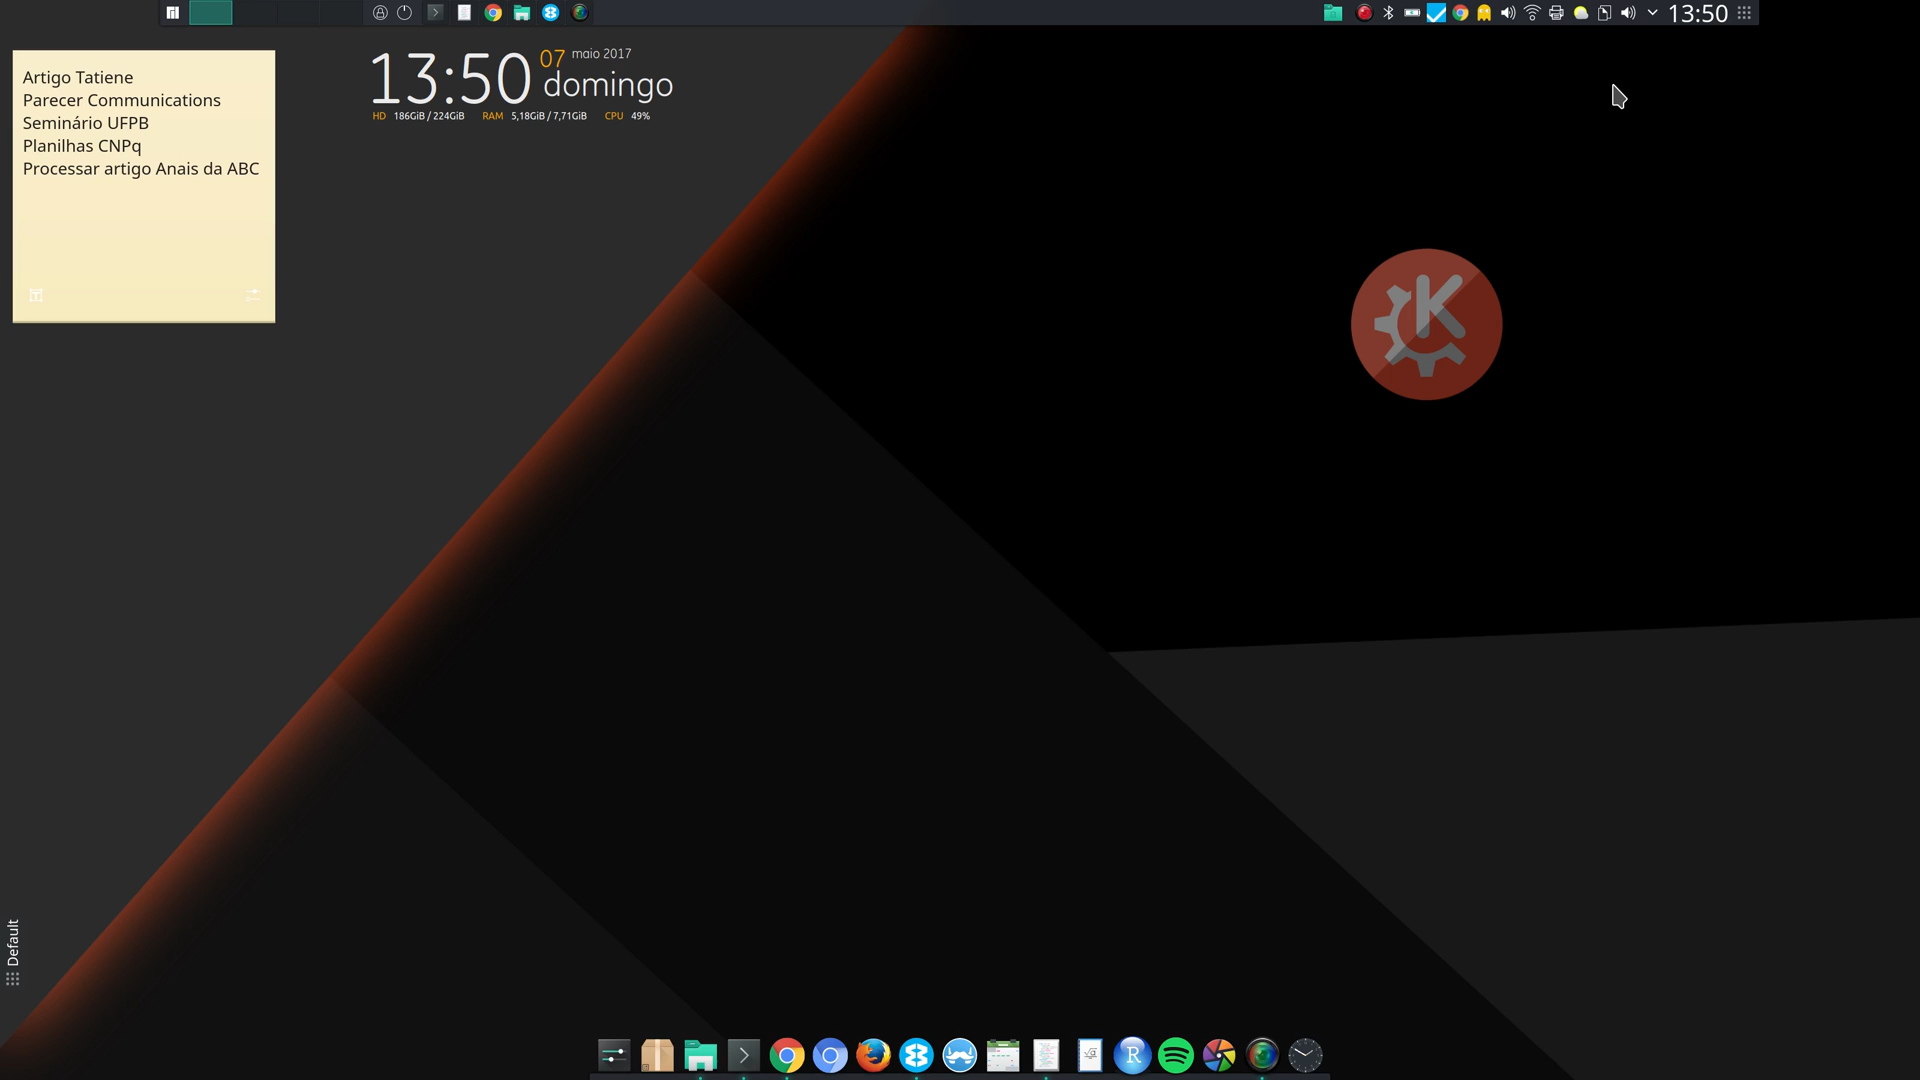 13:50
Artigo Tatiene
Parecer Communications
Seminário UFPB
Planilhas CNPq
Processar artigo Anais da ABC
13:50
07 maio 2017
domingo
HD 186GiB / 224GiB RAM 5,18GiB / 7,71GiB CPU 49%
K
Default
R